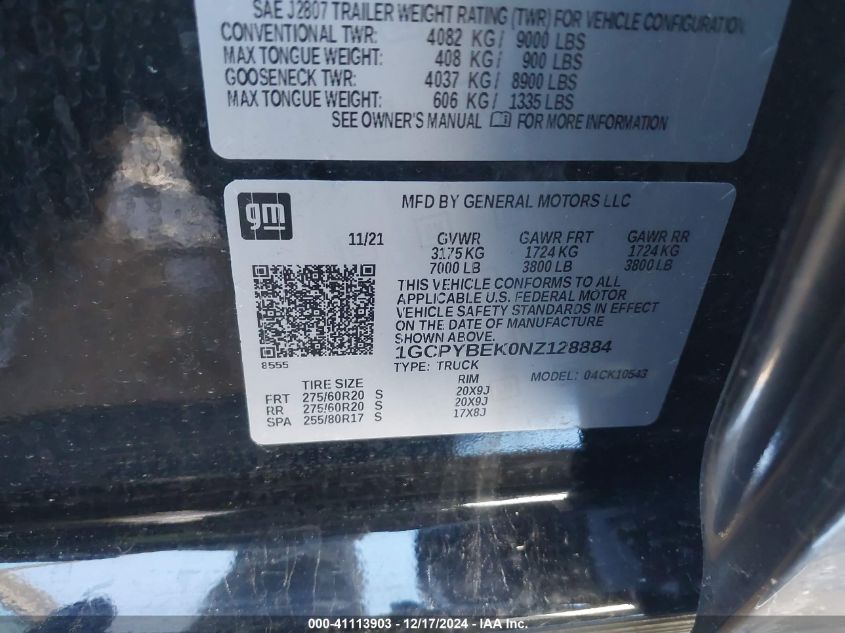 SAE J2807 TRAILER WEIGHT RATING (TWR) FOR VEHICLE CONFIGURATION
CONVENTIONAL TWR: 4082 KG/ 9000 LBS
MAX TONGUE WEIGHT: 408 KG/ 900 LBS
GOOSENECK TWR: 4037 KG/ 8900 LBS
MAX TONGUE WEIGHT: 606 KG/ 1335 LBS
SEE OWNER'S MANUAL FOR MORE INFORMATION
gm
MFD BY GENERAL MOTORS LLC
11/21 GVWR GAWR FRT GAWR RR
3175 KG 1724 KG 1724 KG
7000 LB 3800 LB 3800 LB
THIS VEHICLE CONFORMS TO ALL
APPLICABLE U.S. FEDERAL MOTOR
VEHICLE SAFETY STANDARDS IN EFFECT
ON THE DATE OF MANUFACTURE
SHOWN ABOVE.
1GCPYBEK0NZ128884
8555 TYPE: TRUCK MODEL: 04CK10543
TIRE SIZE RIM
FRT 275/60R20 S 20X9J
RR 275/60R20 S 20X9J
SPA 255/80R17 S 17X8J
000-41113903 - 12/17/2024 - IAA Inc.